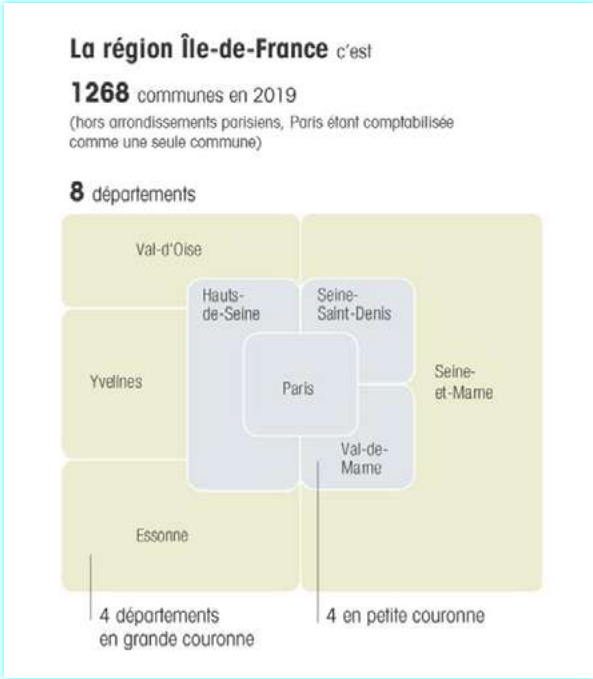 La région Île-de-France c'est
1268 communes en 2019
(hors arrondissements parisiens, Paris étant comptabilisée
comme une seule commune)
8 départements
Val-d'Oise
Hauts-
de-Seine
Seine-
Saint-Denis
Yvelines
Paris
Seine-
et-Marne
Val-de-
Marne
Essonne
4 départements
en grande couronne
4 en petite couronne